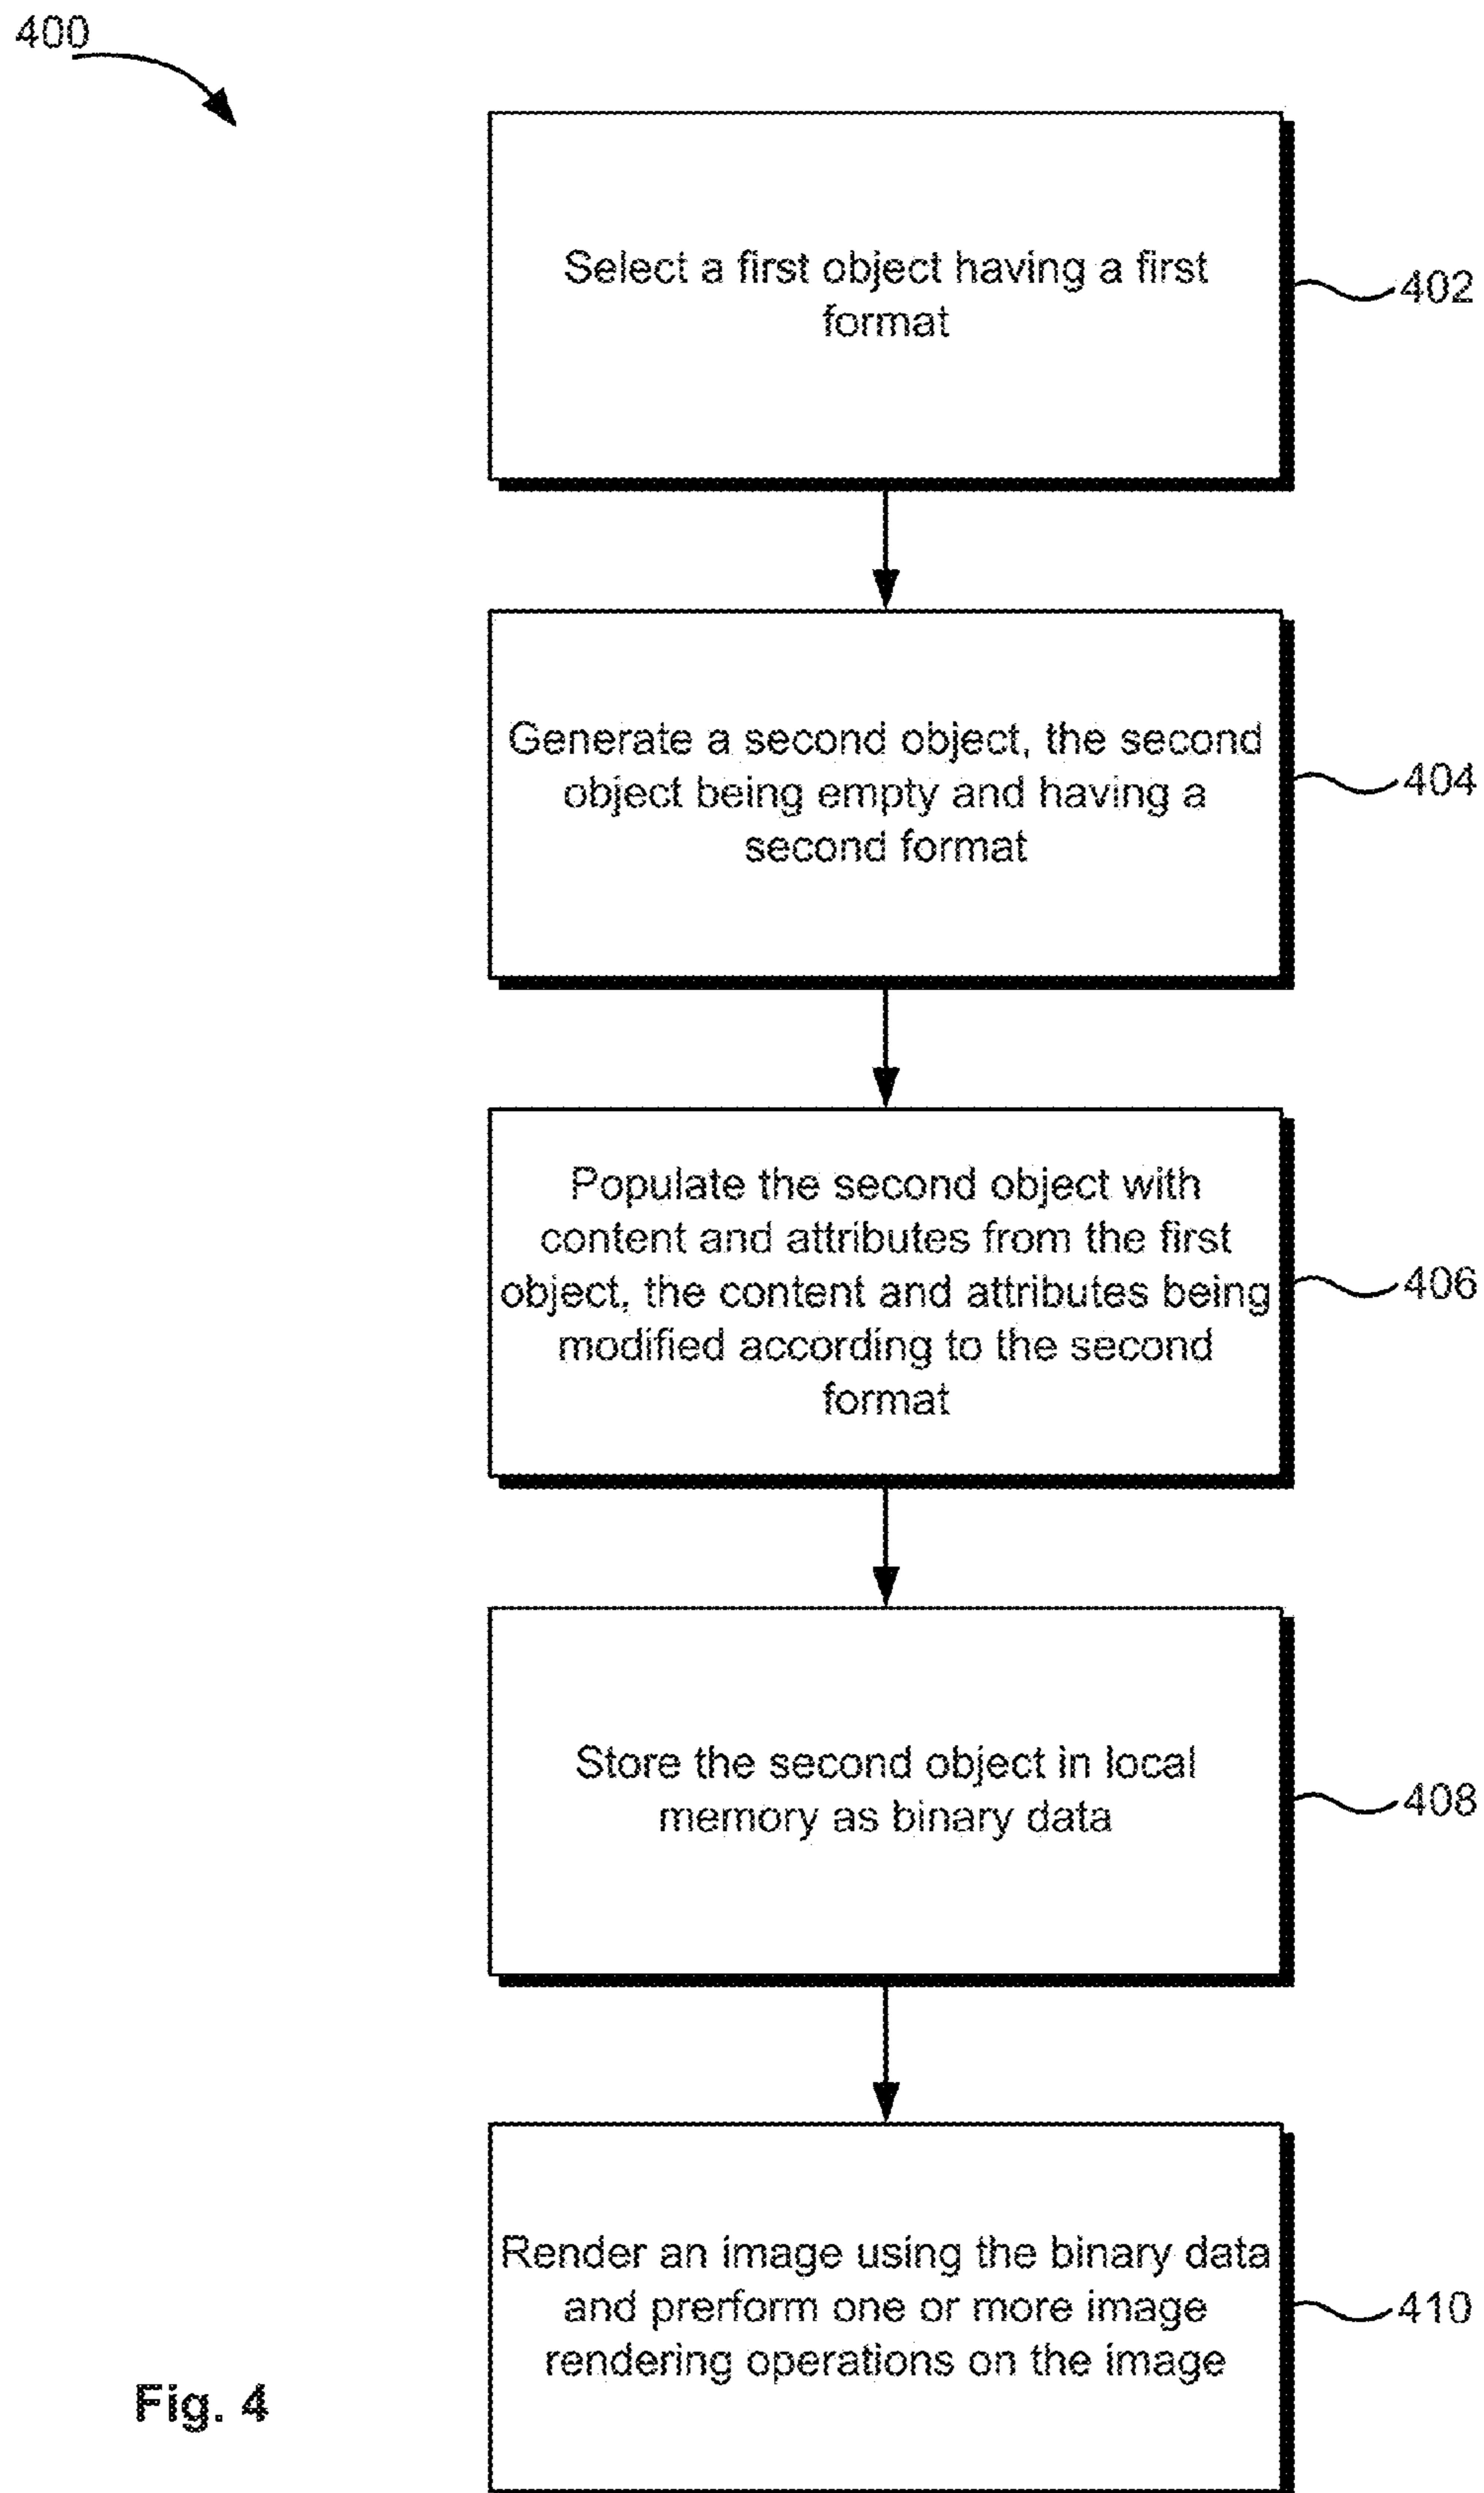 400
Select a first object having a first
format
402
Generate a second object, the second
object being empty and having a
second format
404
Populate the second object with
content and attributes from the first
object, the content and attributes being
modified according to the second
format
406
Store the second object in local
memory as binary data
408
Render an image using the binary data
and prerform one or more image
rendering operations on the image
410
Fig. 4